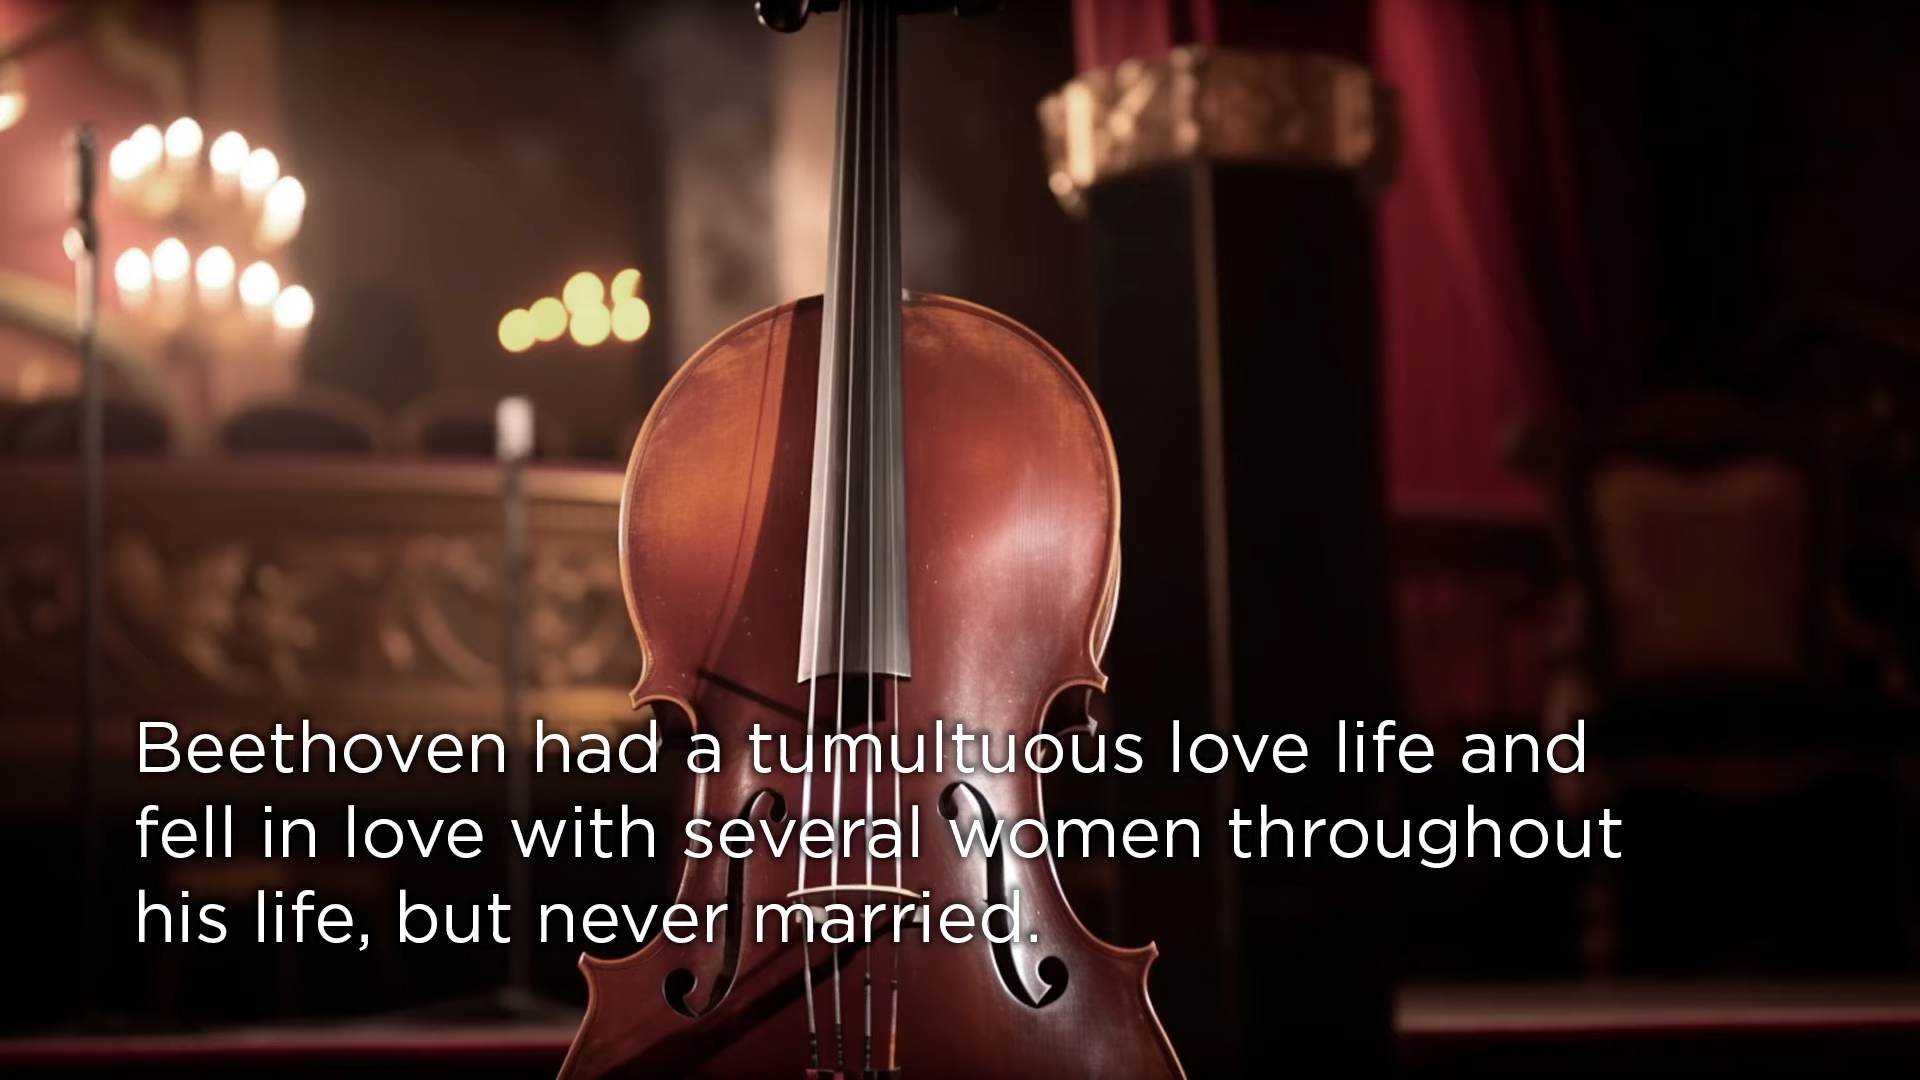 Beethoven had a tumultuous love life and
fell in love with several women throughout
his life, but never married.